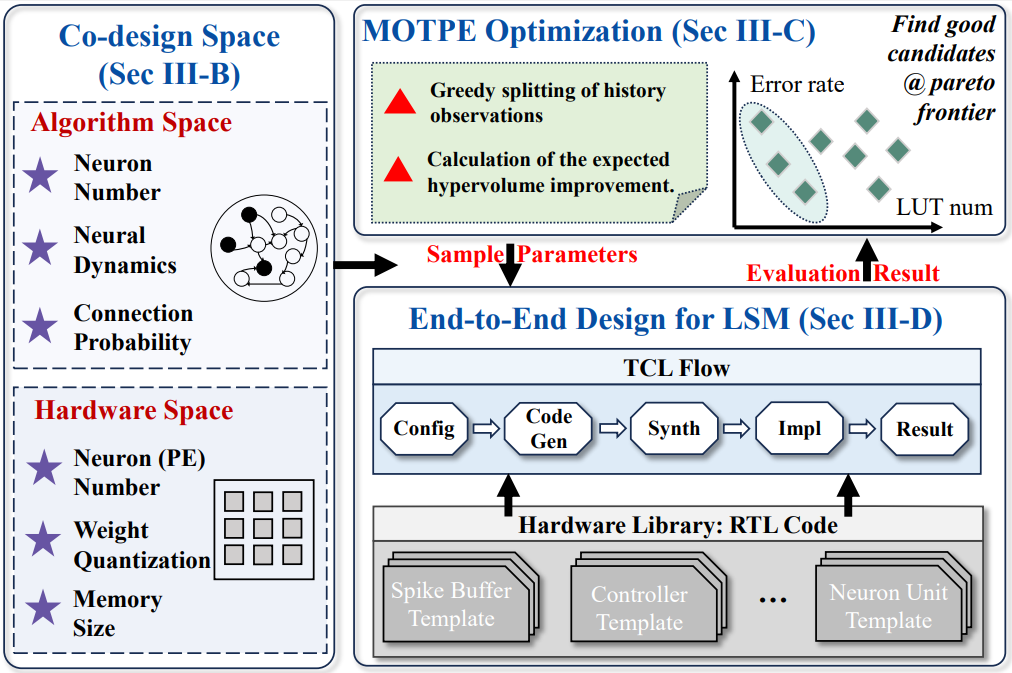 Co-design Space
(Sec III-B)
Algorithm Space
Neuron
Number
Neural
Dynamics
Connection
Probability
Hardware Space
Neuron (PE)
Number
Weight
Quantization
Memory
Size
MOTPE Optimization (Sec III-C)
Greedy splitting of history
observations
Calculation of the expected
hypervolume improvement.
Find good
candidates
@ pareto
frontier
Error rate
LUT num
Sample Parameters
Evaluation Result
End-to-End Design for LSM (Sec III-D)
TCL Flow
Config
Code
Gen
Synth
Impl
Result
Hardware Library: RTL Code
Spike Buffer
Template
Controller
Template
...
Neuron Unit
Template